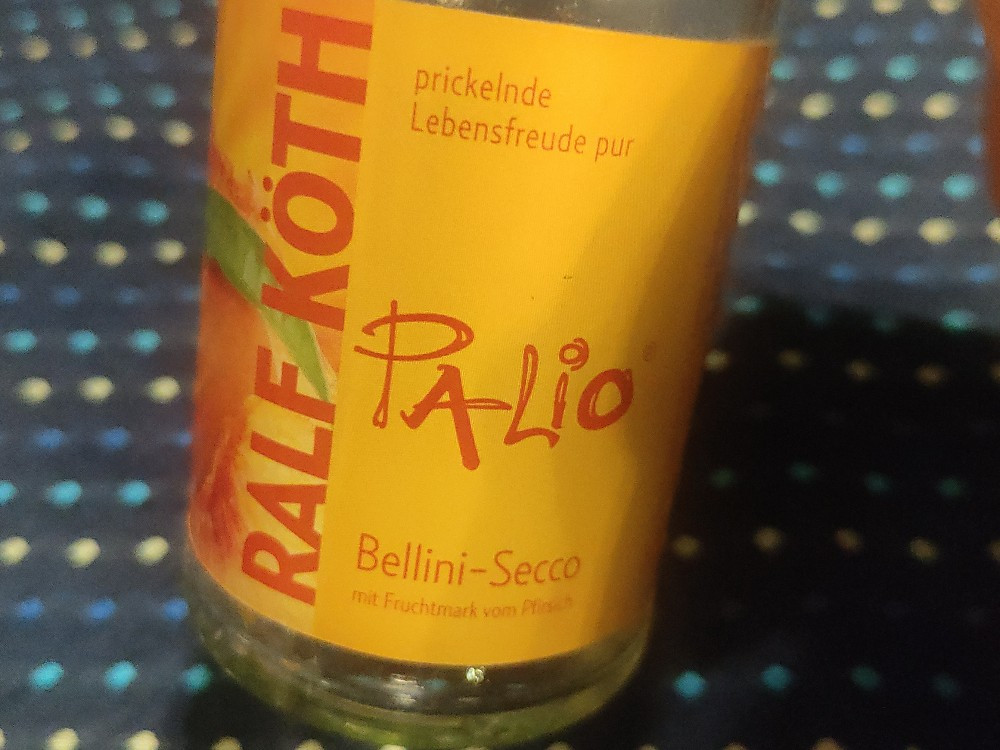 RALF KÖTH
prickelnde
Lebensfreude pur
PALiO
Bellini-Secco
mit Fruchtmark vom Pfirsich